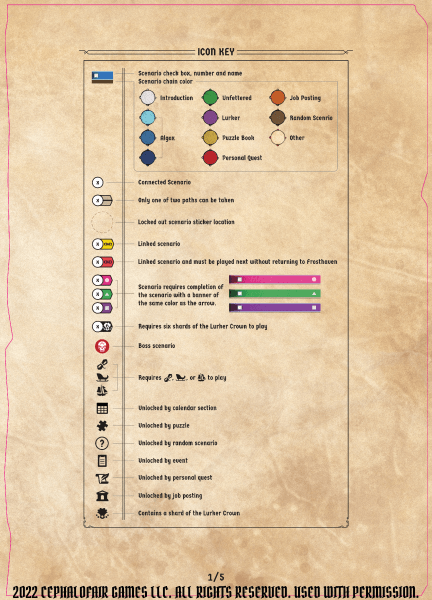 ICON KEY
Scenario check box, number and name
Scenario chain color
Introduction
Unfettered
Job Posting
Lurker
Random Scenario
Algox
Puzzle Book
Other
Personal Quest
Connected Scenario
Only one of two paths can be taken
Locked out scenario sticker location
Linked scenario
Linked scenario and must be played next without returning to Frosthaven
Scenario requires completion of
the scenario with a banner of
the same color as the arrow.
Requires six shards of the Lurker Crown to play
Boss scenario
Requires , , or to play
Unlocked by calendar section
Unlocked by puzzle
? Unlocked by random scenario
Unlocked by event
Unlocked by personal quest
Unlocked by job posting
Contains a shard of the Lurker Crown
1/5
2022 CEPHALOFAIR GAMES LLC. ALL RIGHTS RESERVED. USED WITH PERMISSION.